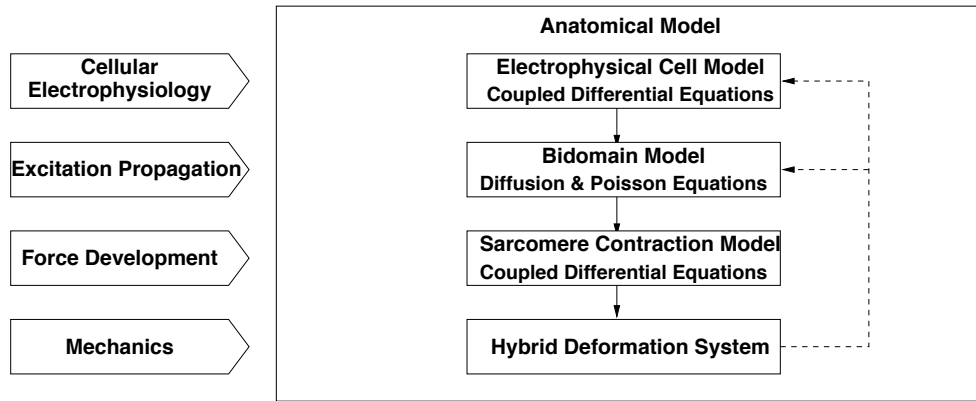 Anatomical Model
Cellular
Electrophysiology
Electrophysical Cell Model
Coupled Differential Equations
Excitation Propagation
Bidomain Model
Diffusion & Poisson Equations
Force Development
Sarcomere Contraction Model
Coupled Differential Equations
Mechanics
Hybrid Deformation System